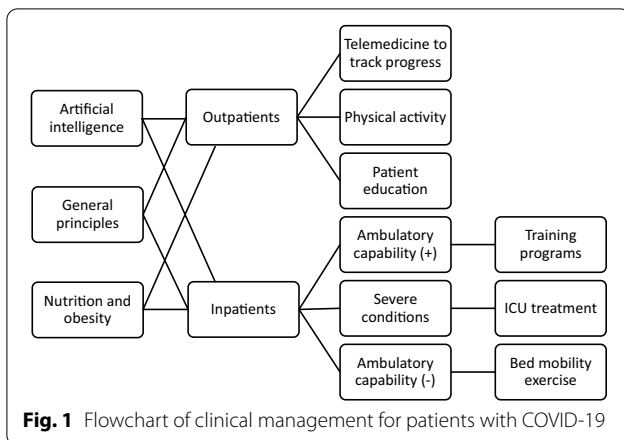 Artificial
intelligence
General
principles
Nutrition and
obesity
Outpatients
Inpatients
Telemedicine to
track progress
Physical activity
Patient
education
Ambulatory
capability (+)
Severe
conditions
Ambulatory
capability (-)
Training
programs
ICU treatment
Bed mobility
exercise
Fig. 1 Flowchart of clinical management for patients with COVID-19